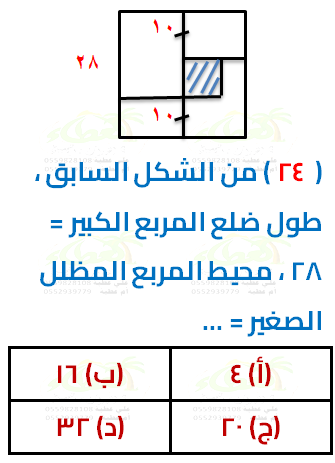 ١٠
٢٨
١٠
( ٢٤ ) من الشكل السابق ،
طول ضلع المربع الكبير =
٢٨ ، محيط المربع المظلل
الصغير = ...
(أ) ٤ (ب) ١٦
(ج) ٢٠ (د) ٣٢